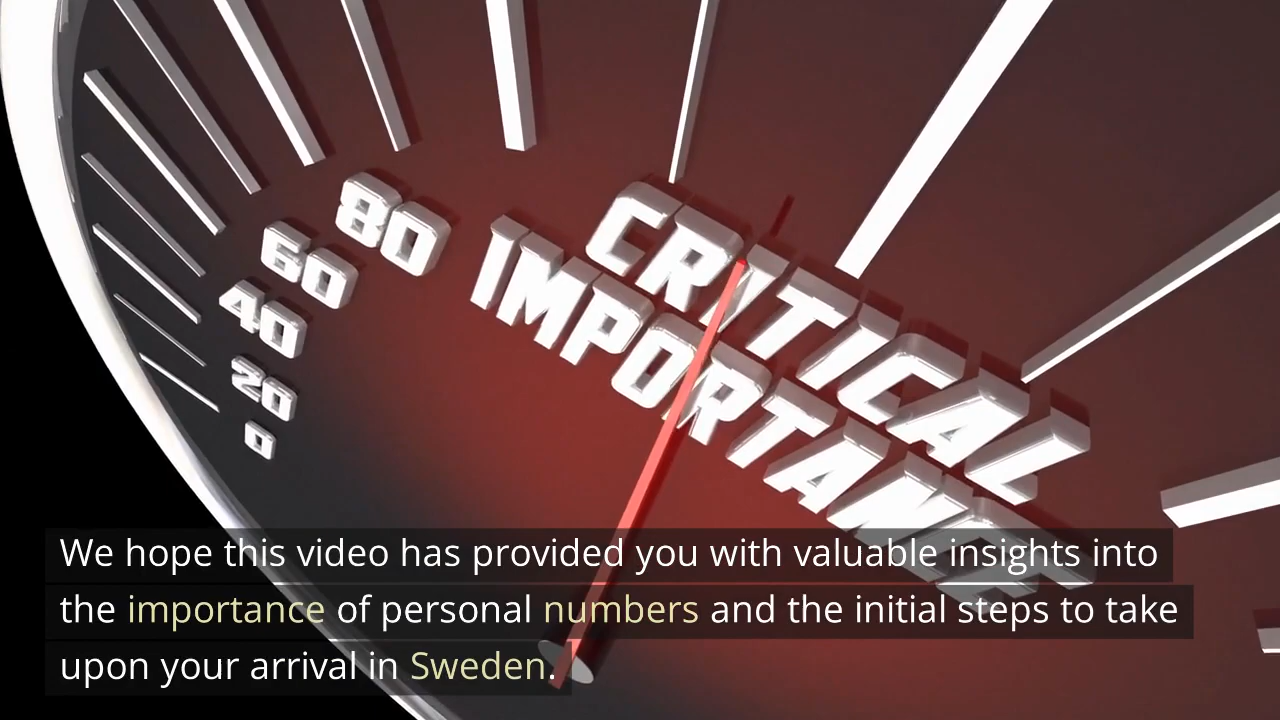 80
60
40
20
0
CRITICAL
IMPORTANCE
We hope this video has provided you with valuable insights into
the importance of personal numbers and the initial steps to take
upon your arrival in Sweden.